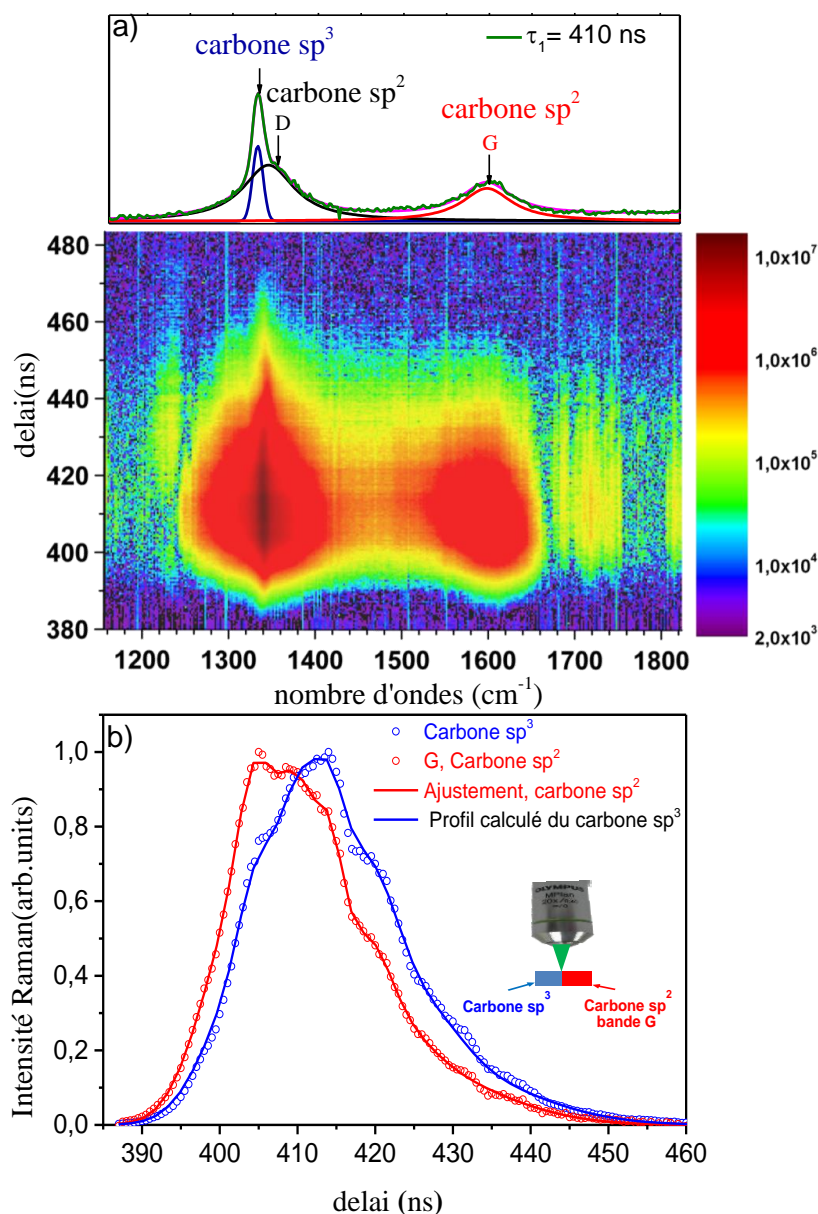 a)
τ₁= 410 ns
carbone sp³
carbone sp²
D
carbone sp²
G
480
460
440
420
400
380
delai(ns)
1,0x10⁷
1,0x10⁶
1,0x10⁵
1,0x10⁴
2,0x10³
1200 1300 1400 1500 1600 1700 1800
nombre d'ondes (cm⁻¹)
b)
Carbone sp³
G, Carbone sp²
Ajustement, carbone sp²
Profil calculé du carbone sp³
1,0
0,8
0,6
0,4
0,2
0,0
Intensité Raman(arb.units)
OLYMPUS
MPlan
Carbone sp³
Carbone sp²
bande G
390 400 410 420 430 440 450 460
delai (ns)